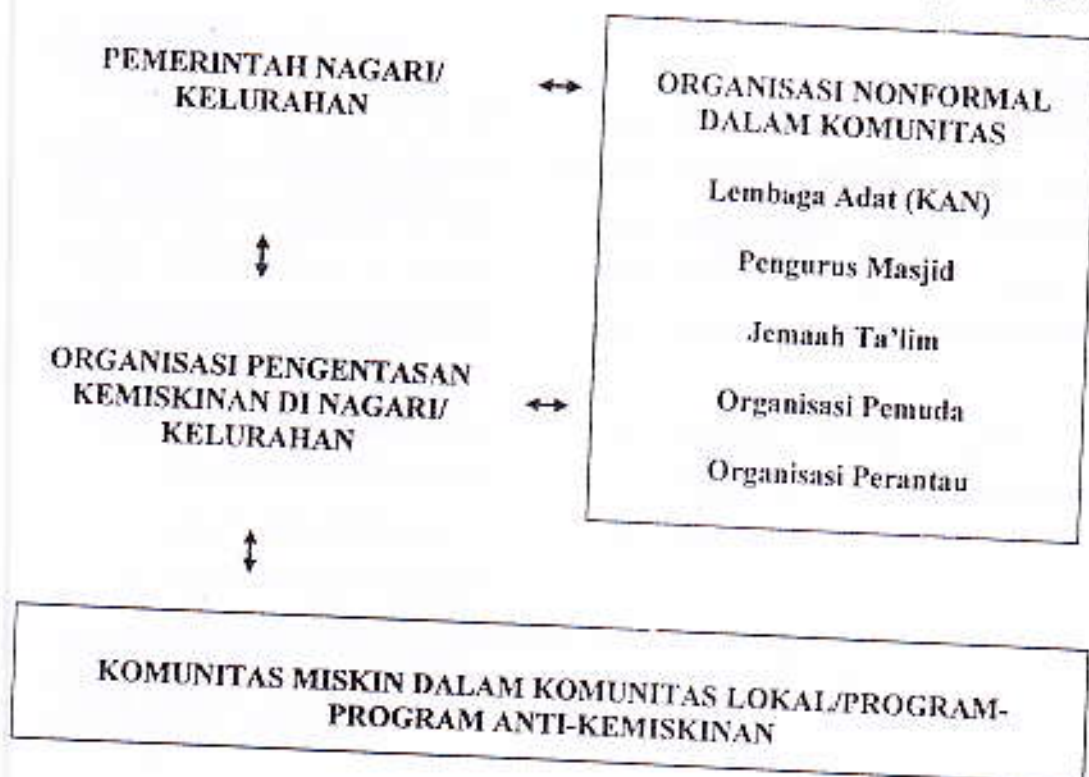 PEMERINTAH NAGARI/
KELURAHAN
ORGANISASI NONFORMAL
DALAM KOMUNITAS
Lembaga Adat (KAN)
Pengurus Masjid
Jemaah Ta'lim
Organisasi Pemuda
Organisasi Perantau
ORGANISASI PENGENTASAN
KEMISKINAN DI NAGARI/
KELURAHAN
KOMUNITAS MISKIN DALAM KOMUNITAS LOKAL/PROGRAM-
PROGRAM ANTI-KEMISKINAN